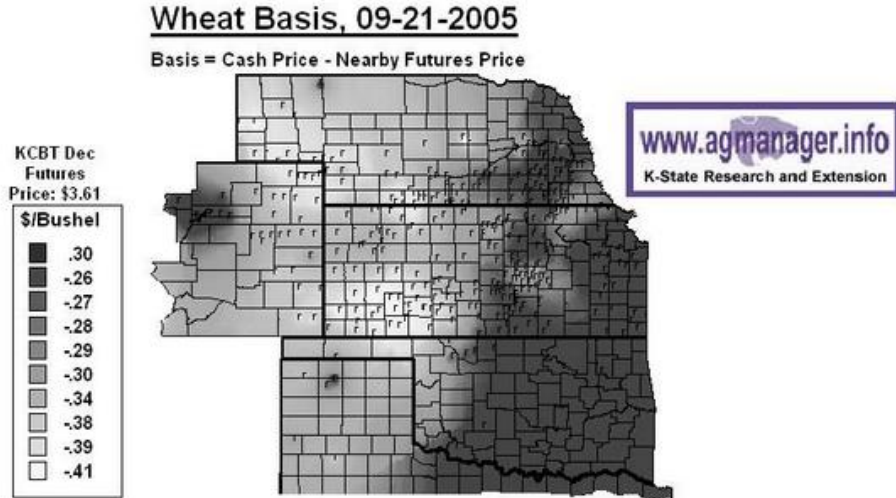 Wheat Basis, 09-21-2005
Basis = Cash Price - Nearby Futures Price
www.agmanager.info
K-State Research and Extension
KCBT Dec
Futures
Price: $3.61
$/Bushel
.30
-.26
-.27
-.28
-.29
-.30
-.34
-.38
-.39
-.41